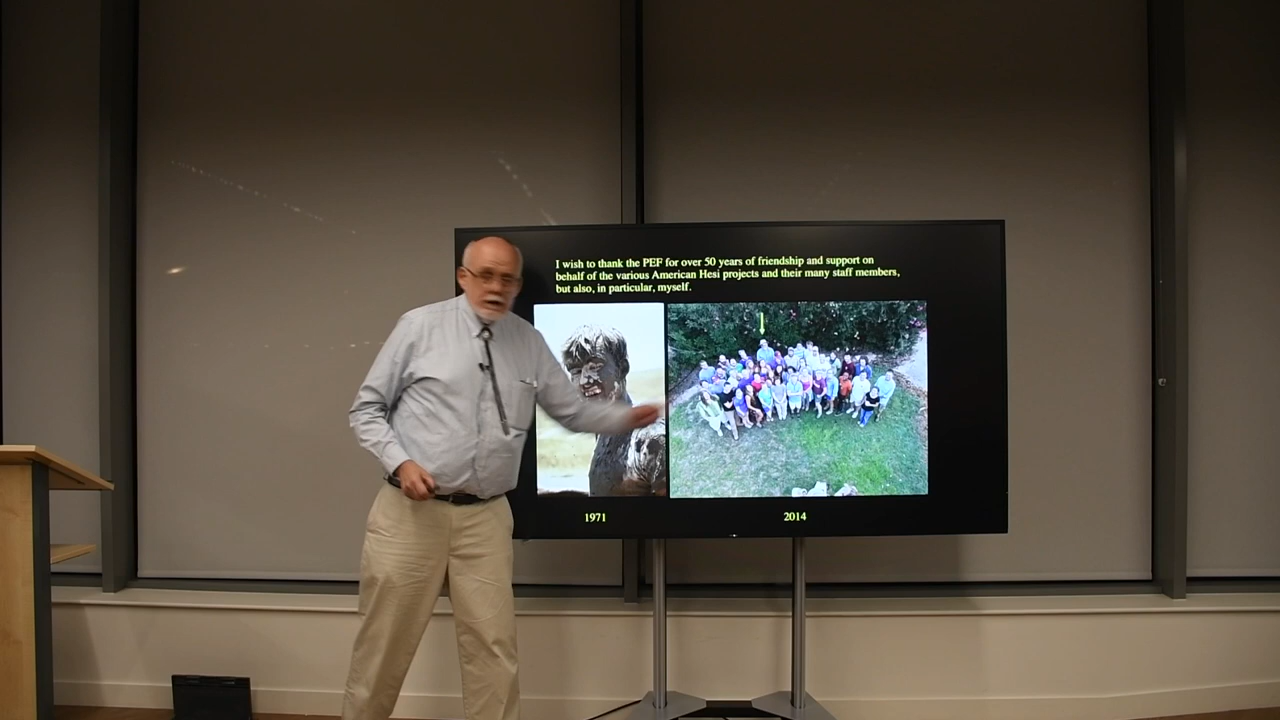 I wish to thank the PEF for over 50 years of friendship and support on
behalf of the various American Hesi projects and their many staff members,
but also, in particular, myself.
1971
2014